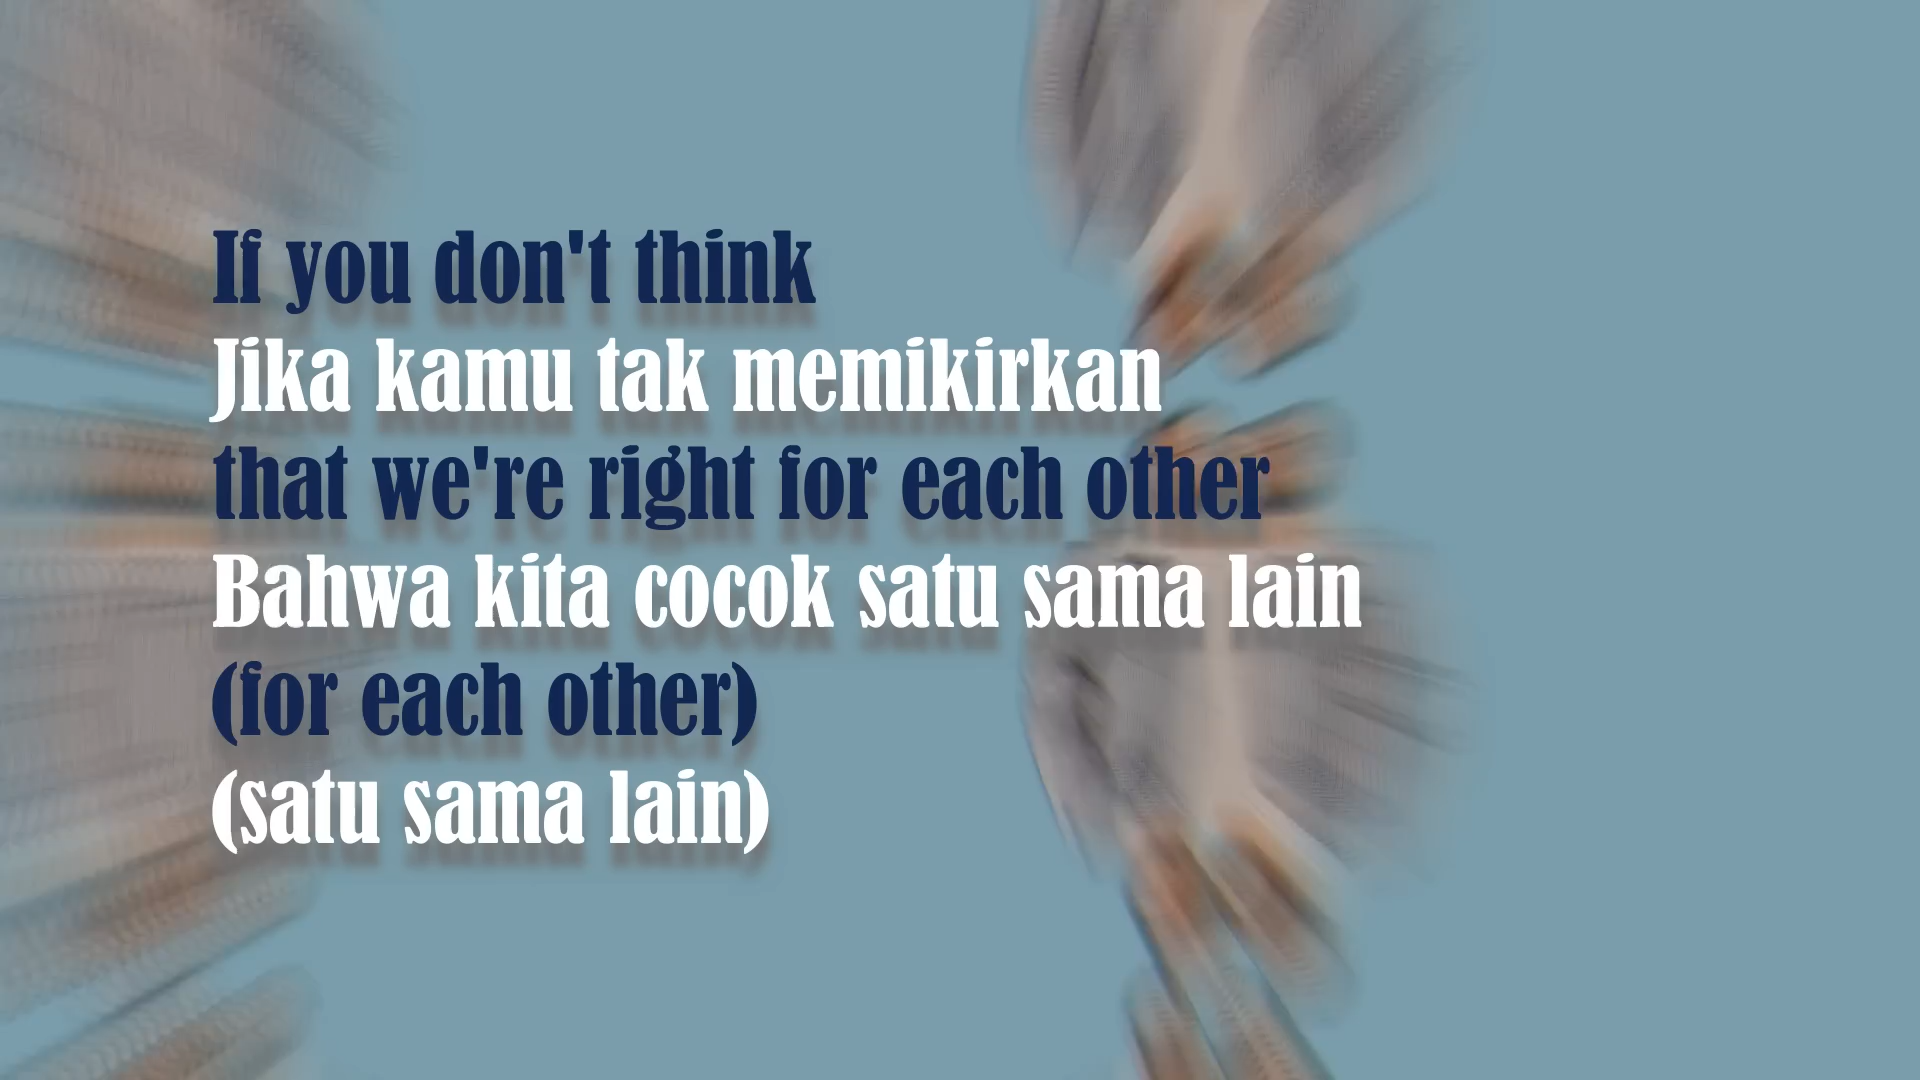 If you don't think
Jika kamu tak memikirkan
that we're right for each other
Bahwa kita cocok satu sama lain
(for each other)
(satu sama lain)